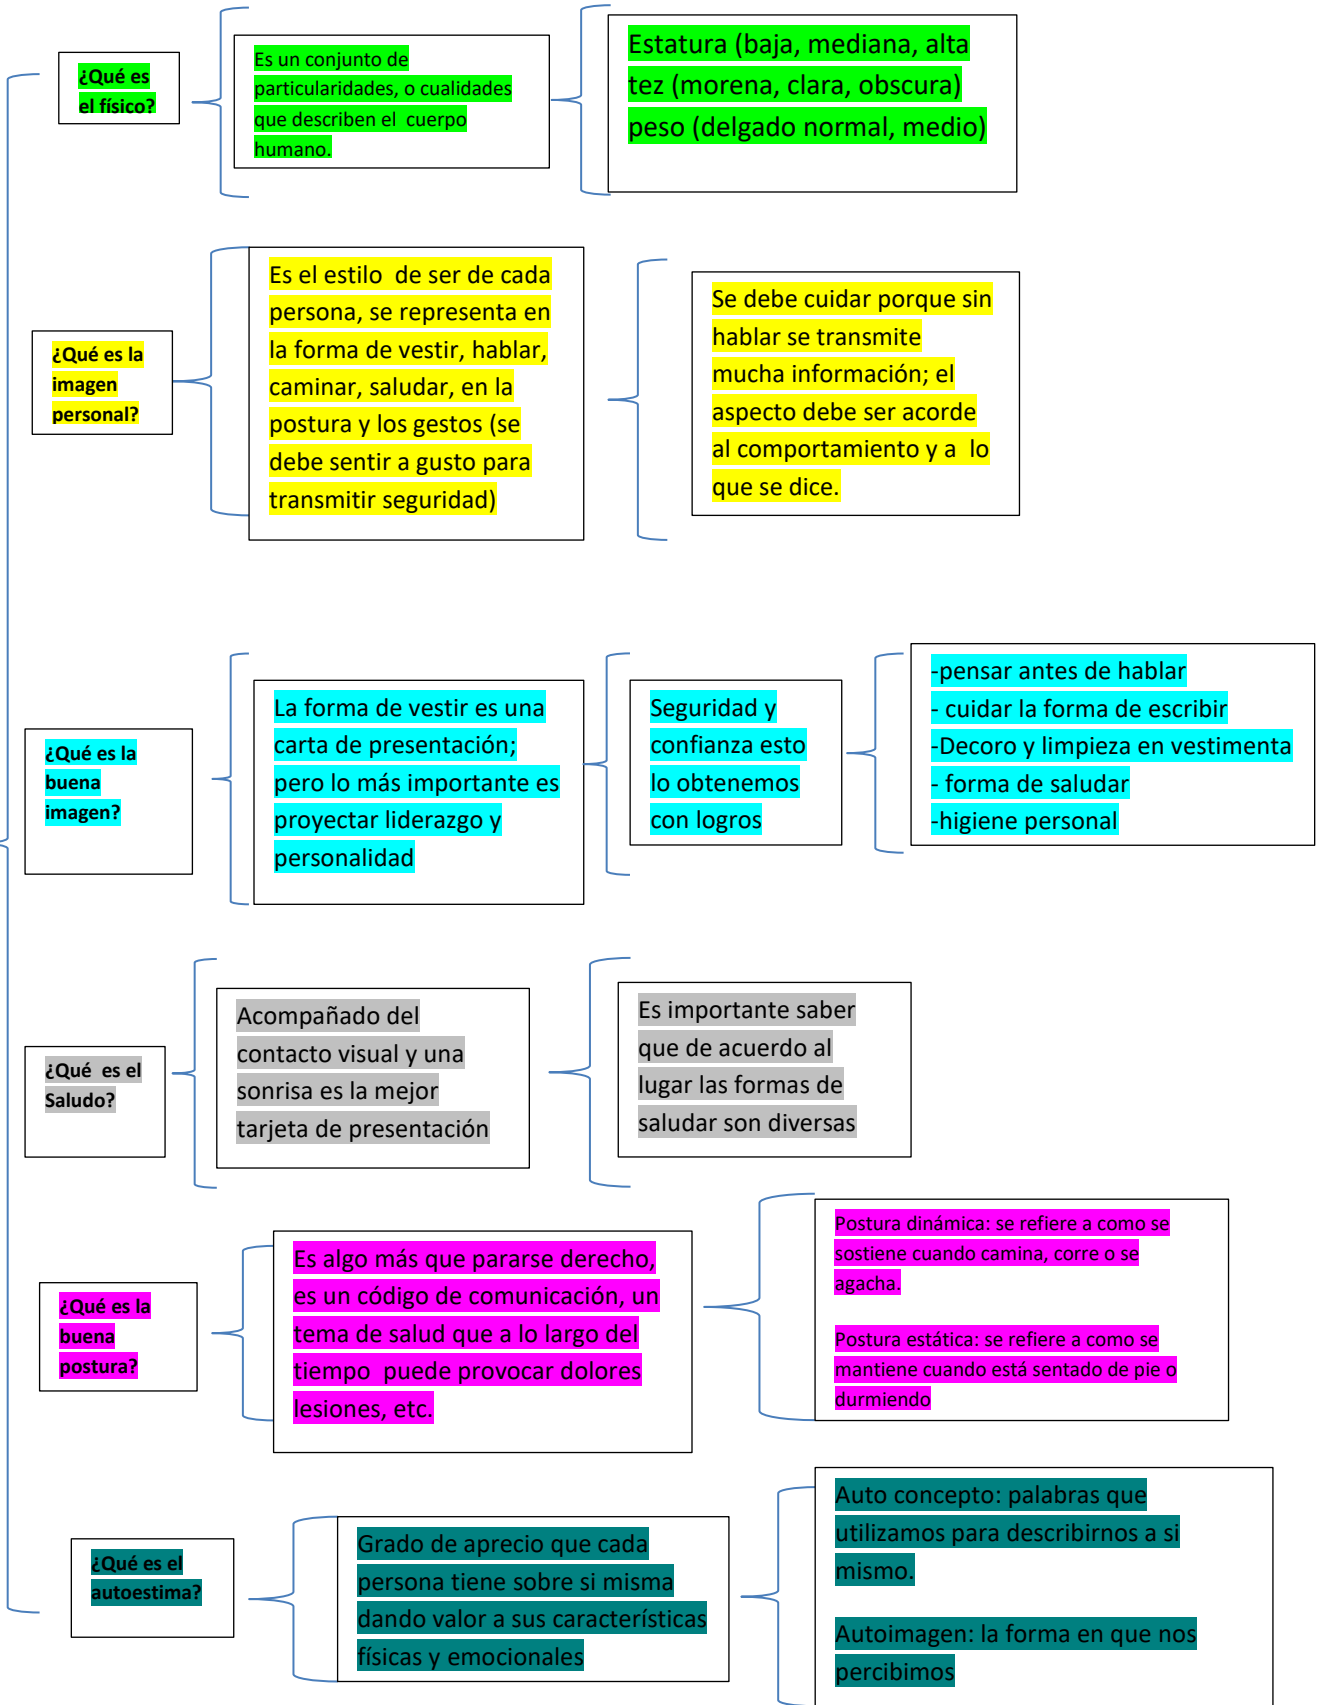 ¿Qué es
el físico?
Es un conjunto de
particularidades, o cualidades
que describen el cuerpo
humano.
Estatura (baja, mediana, alta
tez (morena, clara, obscura)
peso (delgado normal, medio)
¿Qué es la
imagen
personal?
Es el estilo de ser de cada
persona, se representa en
la forma de vestir, hablar,
caminar, saludar, en la
postura y los gestos (se
debe sentir a gusto para
transmitir seguridad)
Se debe cuidar porque sin
hablar se transmite
mucha información; el
aspecto debe ser acorde
al comportamiento y a lo
que se dice.
¿Qué es la
buena
imagen?
La forma de vestir es una
carta de presentación;
pero lo más importante es
proyectar liderazgo y
personalidad
Seguridad y
confianza esto
lo obtenemos
con logros
-pensar antes de hablar
- cuidar la forma de escribir
-Decoro y limpieza en vestimenta
- forma de saludar
-higiene personal
¿Qué es el
Saludo?
Acompañado del
contacto visual y una
sonrisa es la mejor
tarjeta de presentación
Es importante saber
que de acuerdo al
lugar las formas de
saludar son diversas
¿Qué es la
buena
postura?
Es algo más que pararse derecho,
es un código de comunicación, un
tema de salud que a lo largo del
tiempo puede provocar dolores
lesiones, etc.
Postura dinámica: se refiere a como se
sostiene cuando camina, corre o se
agacha.
Postura estática: se refiere a como se
mantiene cuando está sentado de pie o
durmiendo
¿Qué es el
autoestima?
Grado de aprecio que cada
persona tiene sobre si misma
dando valor a sus características
físicas y emocionales
Auto concepto: palabras que
utilizamos para describirnos a si
mismo.
Autoimagen: la forma en que nos
percibimos